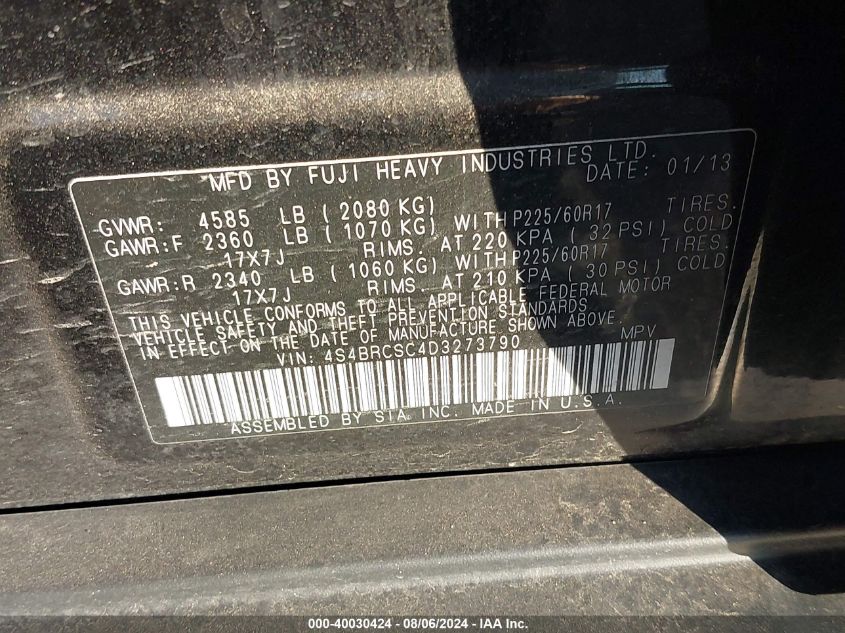 MFD BY FUJI HEAVY INDUSTRIES LTD.
DATE: 01/13
GVWR: 4585 LB ( 2080 KG)
GAWR:F 2360 LB ( 1070 KG) WITH P225/60R17 TIRES.
17X7J RIMS. AT 220 KPA ( 32 PSI) COLD
GAWR:R 2340 LB ( 1060 KG) WITH P225/60R17 TIRES.
17X7J RIMS. AT 210 KPA ( 30 PSI) COLD
THIS VEHICLE CONFORMS TO ALL APPLICABLE FEDERAL MOTOR
VEHICLE SAFETY AND THEFT PREVENTION STANDARDS
IN EFFECT ON THE DATE OF MANUFACTURE SHOWN ABOVE.
VIN: 4S4BRCSC4D3273790 MPV
ASSEMBLED BY SIA, INC. MADE IN U.S.A.
000-40030424 - 08/06/2024 - IAA Inc.